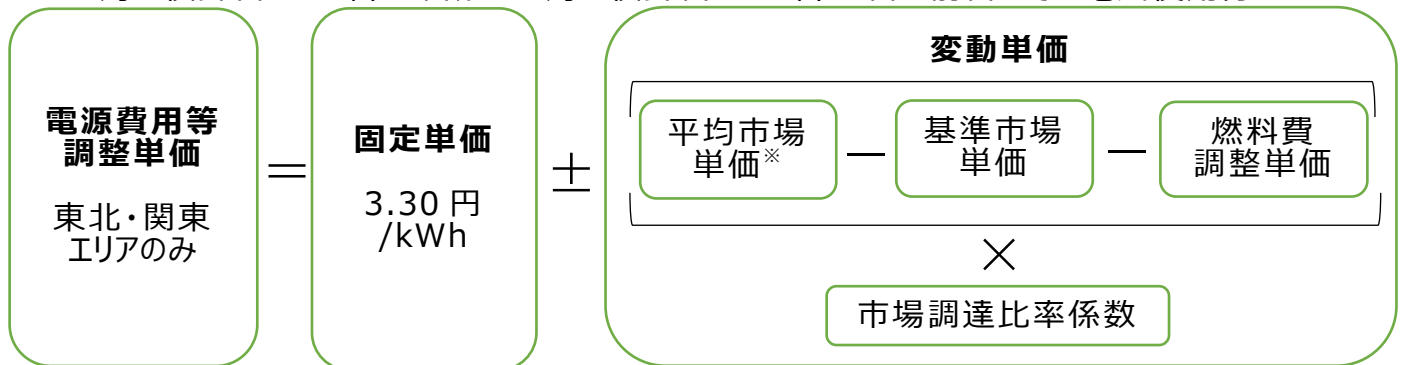 電源費用等
調整単価
東北・関東
エリアのみ
=
固定単価
3.30 円
/kWh
±
変動単価
平均市場
単価※
―
基準市場
単価
―
燃料費
調整単価
×
市場調達比率係数